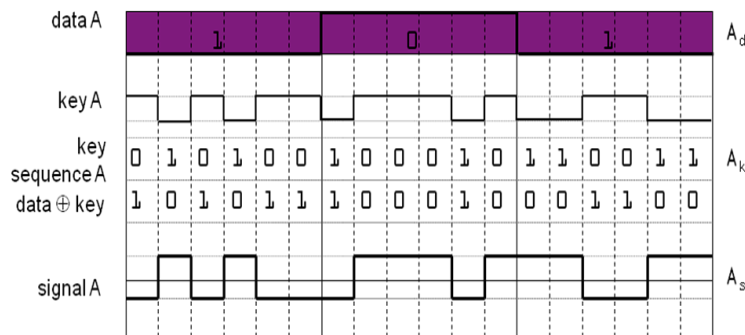 data A 1 0 1 A_d
key A
key sequence A 0 1 0 1 0 0 1 0 0 0 1 0 1 1 0 0 1 1 A_k
data ⊕ key 1 0 1 0 1 1 1 0 0 0 1 0 0 0 1 1 0 0
signal A A_s